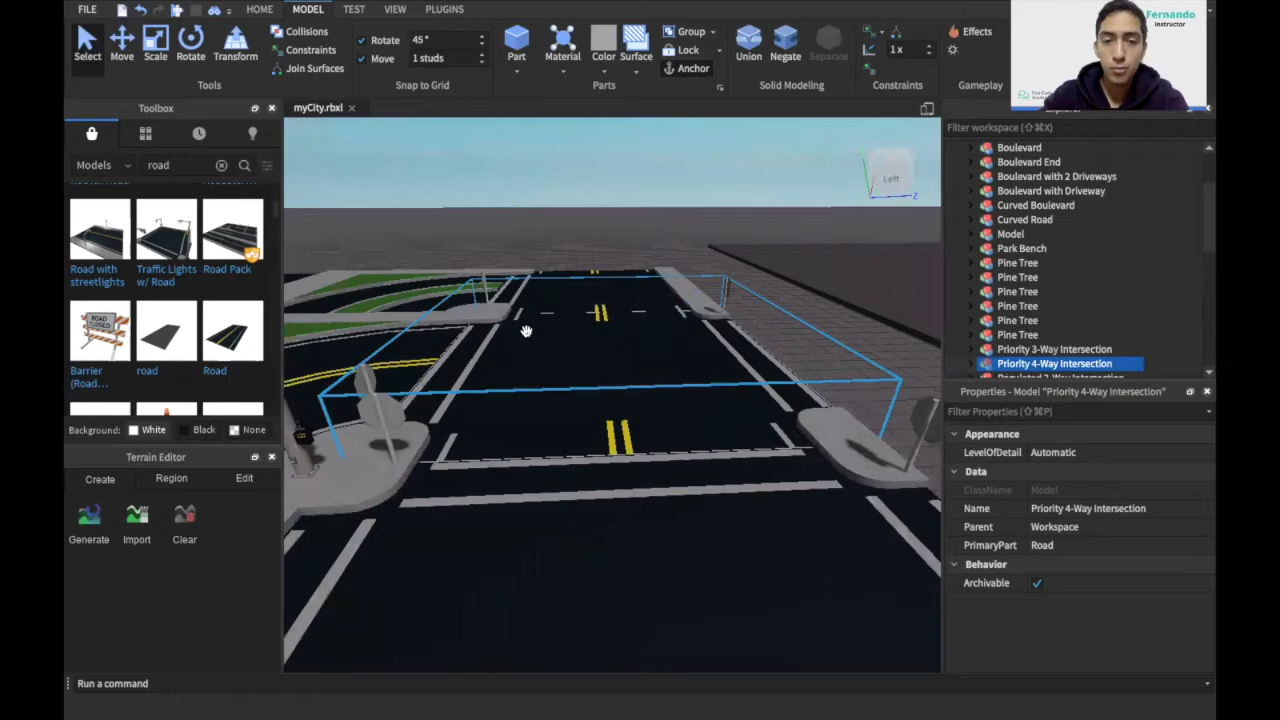 FILE
HOME
MODEL
TEST
VIEW
PLUGINS
Select
Move
Scale
Rotate
Transform
Tools
Collisions
Constraints
Join Surfaces
Rotate 45°
Move 1 studs
Snap to Grid
Part
Material
Color
Surface
Group
Lock
Anchor
Parts
Union
Negate
Separate
Solid Modeling
1 x
Constraints
Effects
Gameplay
Fernando
Instructor
Toolbox
Models
road
Road with
streetlights
Traffic Lights
w/ Road
Road Pack
ROAD
CLOSED
Barrier
(Road...
road
Road
Background:
White
Black
None
Terrain Editor
Create
Region
Edit
Generate
Import
Clear
myCity.rbxl
Left
Z
Filter workspace (⇧⌘X)
Boulevard
Boulevard End
Boulevard with 2 Driveways
Boulevard with Driveway
Curved Boulevard
Curved Road
Model
Park Bench
Pine Tree
Pine Tree
Pine Tree
Pine Tree
Pine Tree
Pine Tree
Priority 3-Way Intersection
Priority 4-Way Intersection
Properties - Model "Priority 4-Way Intersection"
Filter Properties (⇧⌘P)
Appearance
LevelOfDetail Automatic
Data
ClassName Model
Name Priority 4-Way Intersection
Parent Workspace
PrimaryPart Road
Behavior
Archivable
Run a command